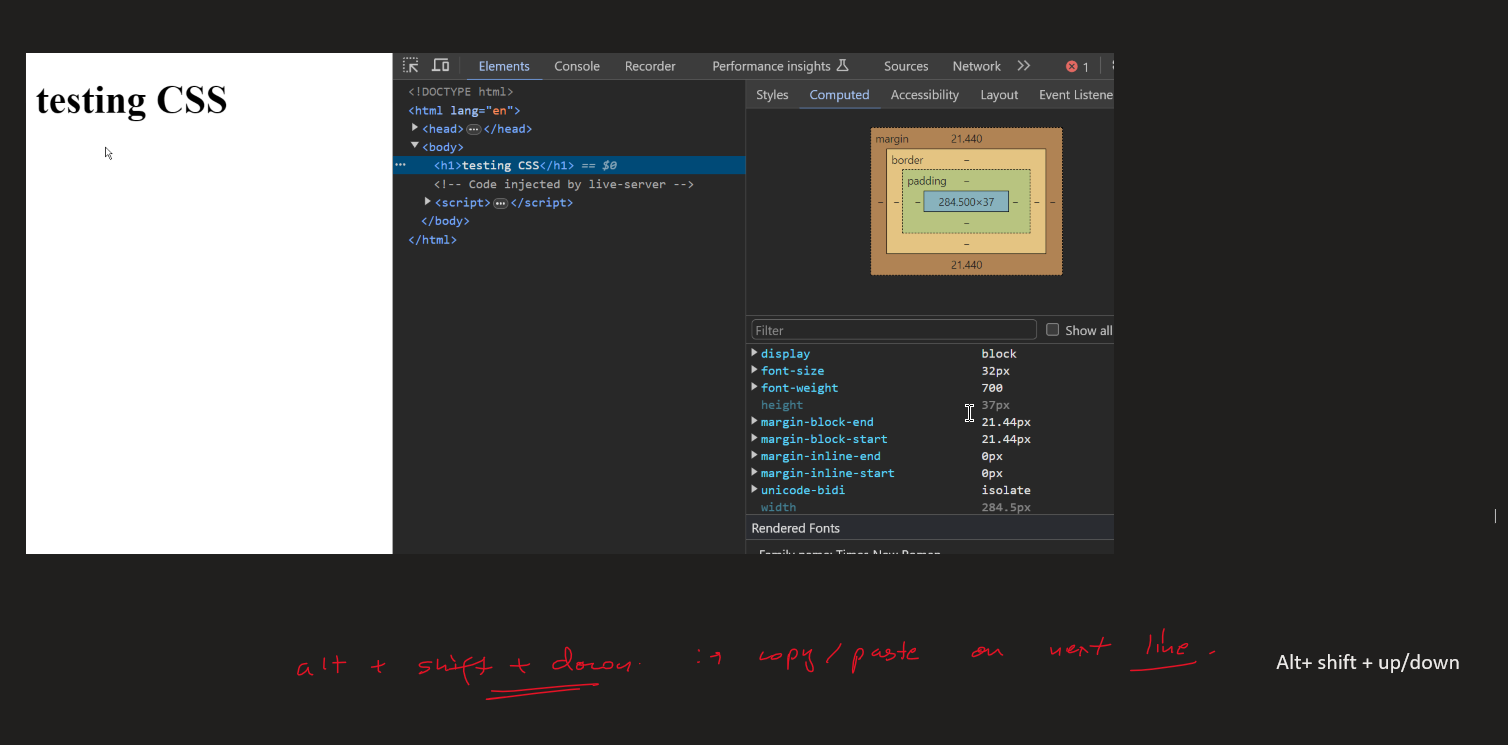 testing CSS
Elements Console Recorder Performance insights Sources Network 1
<!DOCTYPE html>
<html lang="en">
<head> … </head>
<body>
… <h1>testing CSS</h1> == $0
<!-- Code injected by live-server -->
<script> … </script>
</body>
</html>
Styles Computed Accessibility Layout Event Listene
margin 21.440
border –
padding –
– – – 284.500×37 – – –
–
–
21.440
Filter Show all
display block
font-size 32px
font-weight 700
height 37px
margin-block-end 21.44px
margin-block-start 21.44px
margin-inline-end 0px
margin-inline-start 0px
unicode-bidi isolate
width 284.5px
Rendered Fonts
Family name: Times New Roman
alt + shift + down :→ copy/paste on next line.
Alt+ shift + up/down